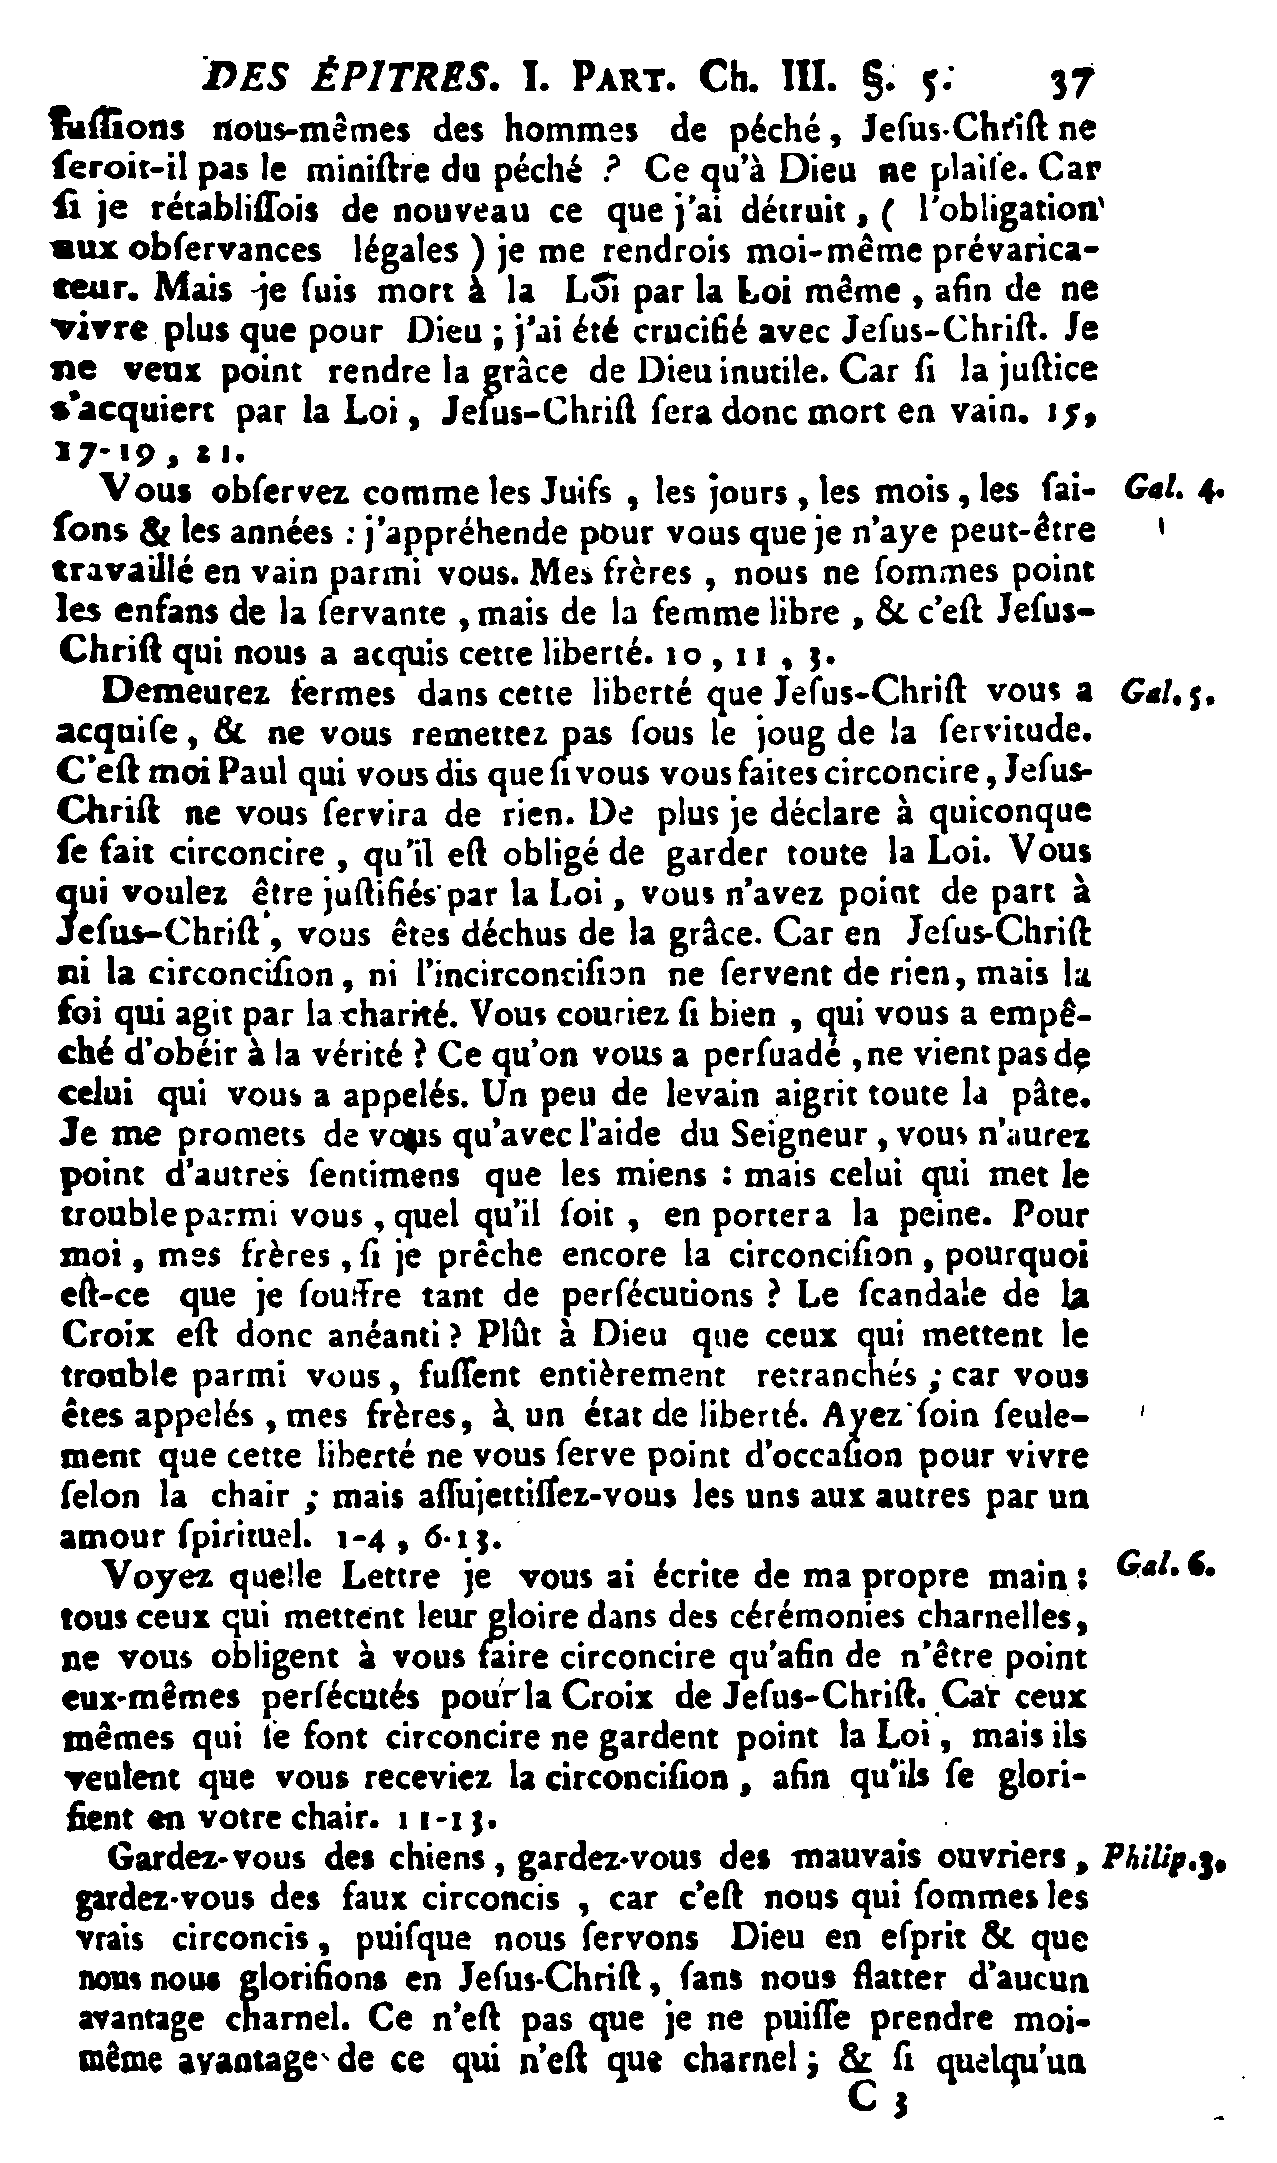 DES ÉPITRES. I. PART. Ch. III. §. 5. 37
fuſſions nous-mêmes des hommes de péché, Jeſus-Chriſt ne
ſeroit-il pas le miniſtre du péché ? Ce qu'à Dieu ne plaiſe. Car
ſi je rétabliſſois de nouveau ce que j'ai détruit, ( l'obligation
aux obſervances légales ) je me rendrois moi-même prévarica-
teur. Mais je ſuis mort à la Loi par la Loi même, afin de ne
vivre plus que pour Dieu ; j'ai été crucifié avec Jeſus-Chriſt. Je
ne veux point rendre la grâce de Dieu inutile. Car ſi la juſtice
s'acquiert par la Loi, Jeſus-Chriſt ſera donc mort en vain. 15,
17-19, 21.
Vous obſervez comme les Juifs, les jours, les mois, les ſai- Gal. 4.
ſons & les années : j'appréhende pour vous que je n'aye peut-être
travaillé en vain parmi vous. Mes frères, nous ne ſommes point
les enfans de la ſervante, mais de la femme libre, & c'eſt Jeſus-
Chriſt qui nous a acquis cette liberté. 10, 11, 3.
Demeurez fermes dans cette liberté que Jeſus-Chriſt vous a Gal. 5.
acquiſe, & ne vous remettez pas ſous le joug de la ſervitude.
C'eſt moi Paul qui vous dis que ſi vous vous faites circoncire, Jeſus-
Chriſt ne vous ſervira de rien. De plus je déclare à quiconque
ſe fait circoncire, qu'il eſt obligé de garder toute la Loi. Vous
qui voulez être juſtifiés par la Loi, vous n'avez point de part à
Jeſus-Chriſt, vous êtes déchus de la grâce. Car en Jeſus-Chriſt
ni la circonciſion, ni l'incirconciſion ne ſervent de rien, mais la
foi qui agit par la charité. Vous couriez ſi bien, qui vous a empê-
ché d'obéir à la vérité ? Ce qu'on vous a perſuadé, ne vient pas de
celui qui vous a appelés. Un peu de levain aigrit toute la pâte.
Je me promets de vous qu'avec l'aide du Seigneur, vous n'aurez
point d'autres ſentimens que les miens : mais celui qui met le
trouble parmi vous, quel qu'il ſoit, en portera la peine. Pour
moi, mes frères, ſi je prêche encore la circonciſion, pourquoi
eſt-ce que je ſouffre tant de perſécutions ? Le ſcandale de la
Croix eſt donc anéanti ? Plût à Dieu que ceux qui mettent le
trouble parmi vous, fuſſent entièrement retranchés ; car vous
êtes appelés, mes frères, à un état de liberté. Ayez ſoin ſeule-
ment que cette liberté ne vous ſerve point d'occaſion pour vivre
ſelon la chair ; mais aſſujettiſſez-vous les uns aux autres par un
amour ſpirituel. 1-4, 6-13.
Voyez quelle Lettre je vous ai écrite de ma propre main : Gal. 6.
tous ceux qui mettent leur gloire dans des cérémonies charnelles,
ne vous obligent à vous faire circoncire qu'afin de n'être point
eux-mêmes perſécutés pour la Croix de Jeſus-Chriſt. Car ceux
mêmes qui ſe font circoncire ne gardent point la Loi, mais ils
veulent que vous receviez la circonciſion, afin qu'ils ſe glori-
fient en votre chair. 11-13.
Gardez-vous des chiens, gardez-vous des mauvais ouvriers, Philip. 3.
gardez-vous des faux circoncis, car c'eſt nous qui ſommes les
vrais circoncis, puiſque nous ſervons Dieu en eſprit & que
nous nous glorifions en Jeſus-Chriſt, ſans nous flatter d'aucun
avantage charnel. Ce n'eſt pas que je ne puiſſe prendre moi-
même avantage de ce qui n'eſt que charnel ; & ſi quelqu'un
C 3